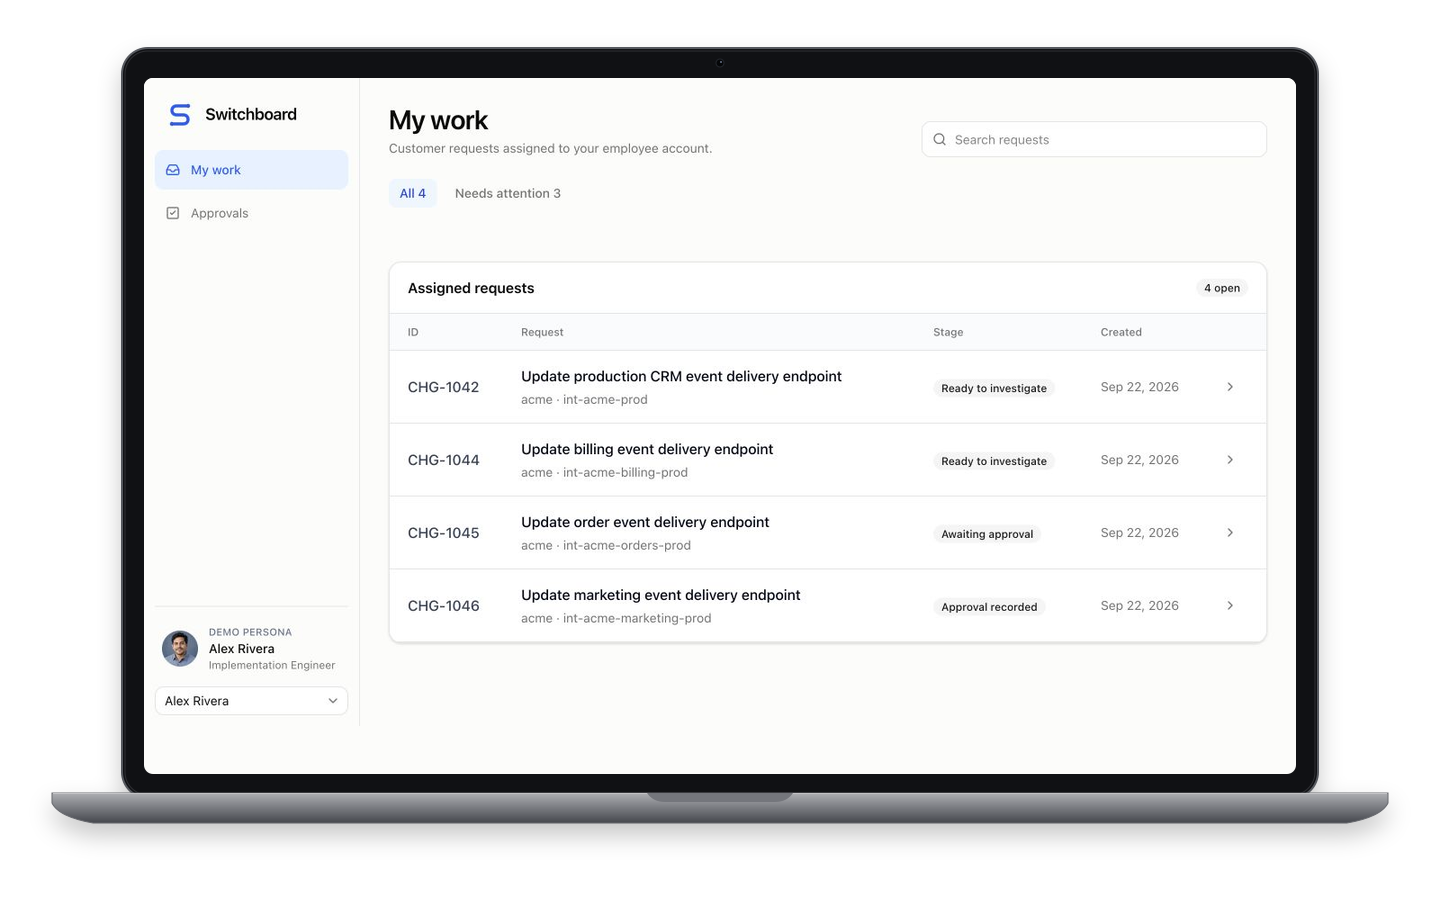 Switchboard
My work
Approvals
My work
Customer requests assigned to your employee account.
Search requests
All 4
Needs attention 3
Assigned requests
4 open
ID Request Stage Created
CHG-1042 Update production CRM event delivery endpoint Ready to investigate Sep 22, 2026
acme · int-acme-prod
CHG-1044 Update billing event delivery endpoint Ready to investigate Sep 22, 2026
acme · int-acme-billing-prod
CHG-1045 Update order event delivery endpoint Awaiting approval Sep 22, 2026
acme · int-acme-orders-prod
CHG-1046 Update marketing event delivery endpoint Approval recorded Sep 22, 2026
acme · int-acme-marketing-prod
DEMO PERSONA
Alex Rivera
Implementation Engineer
Alex Rivera